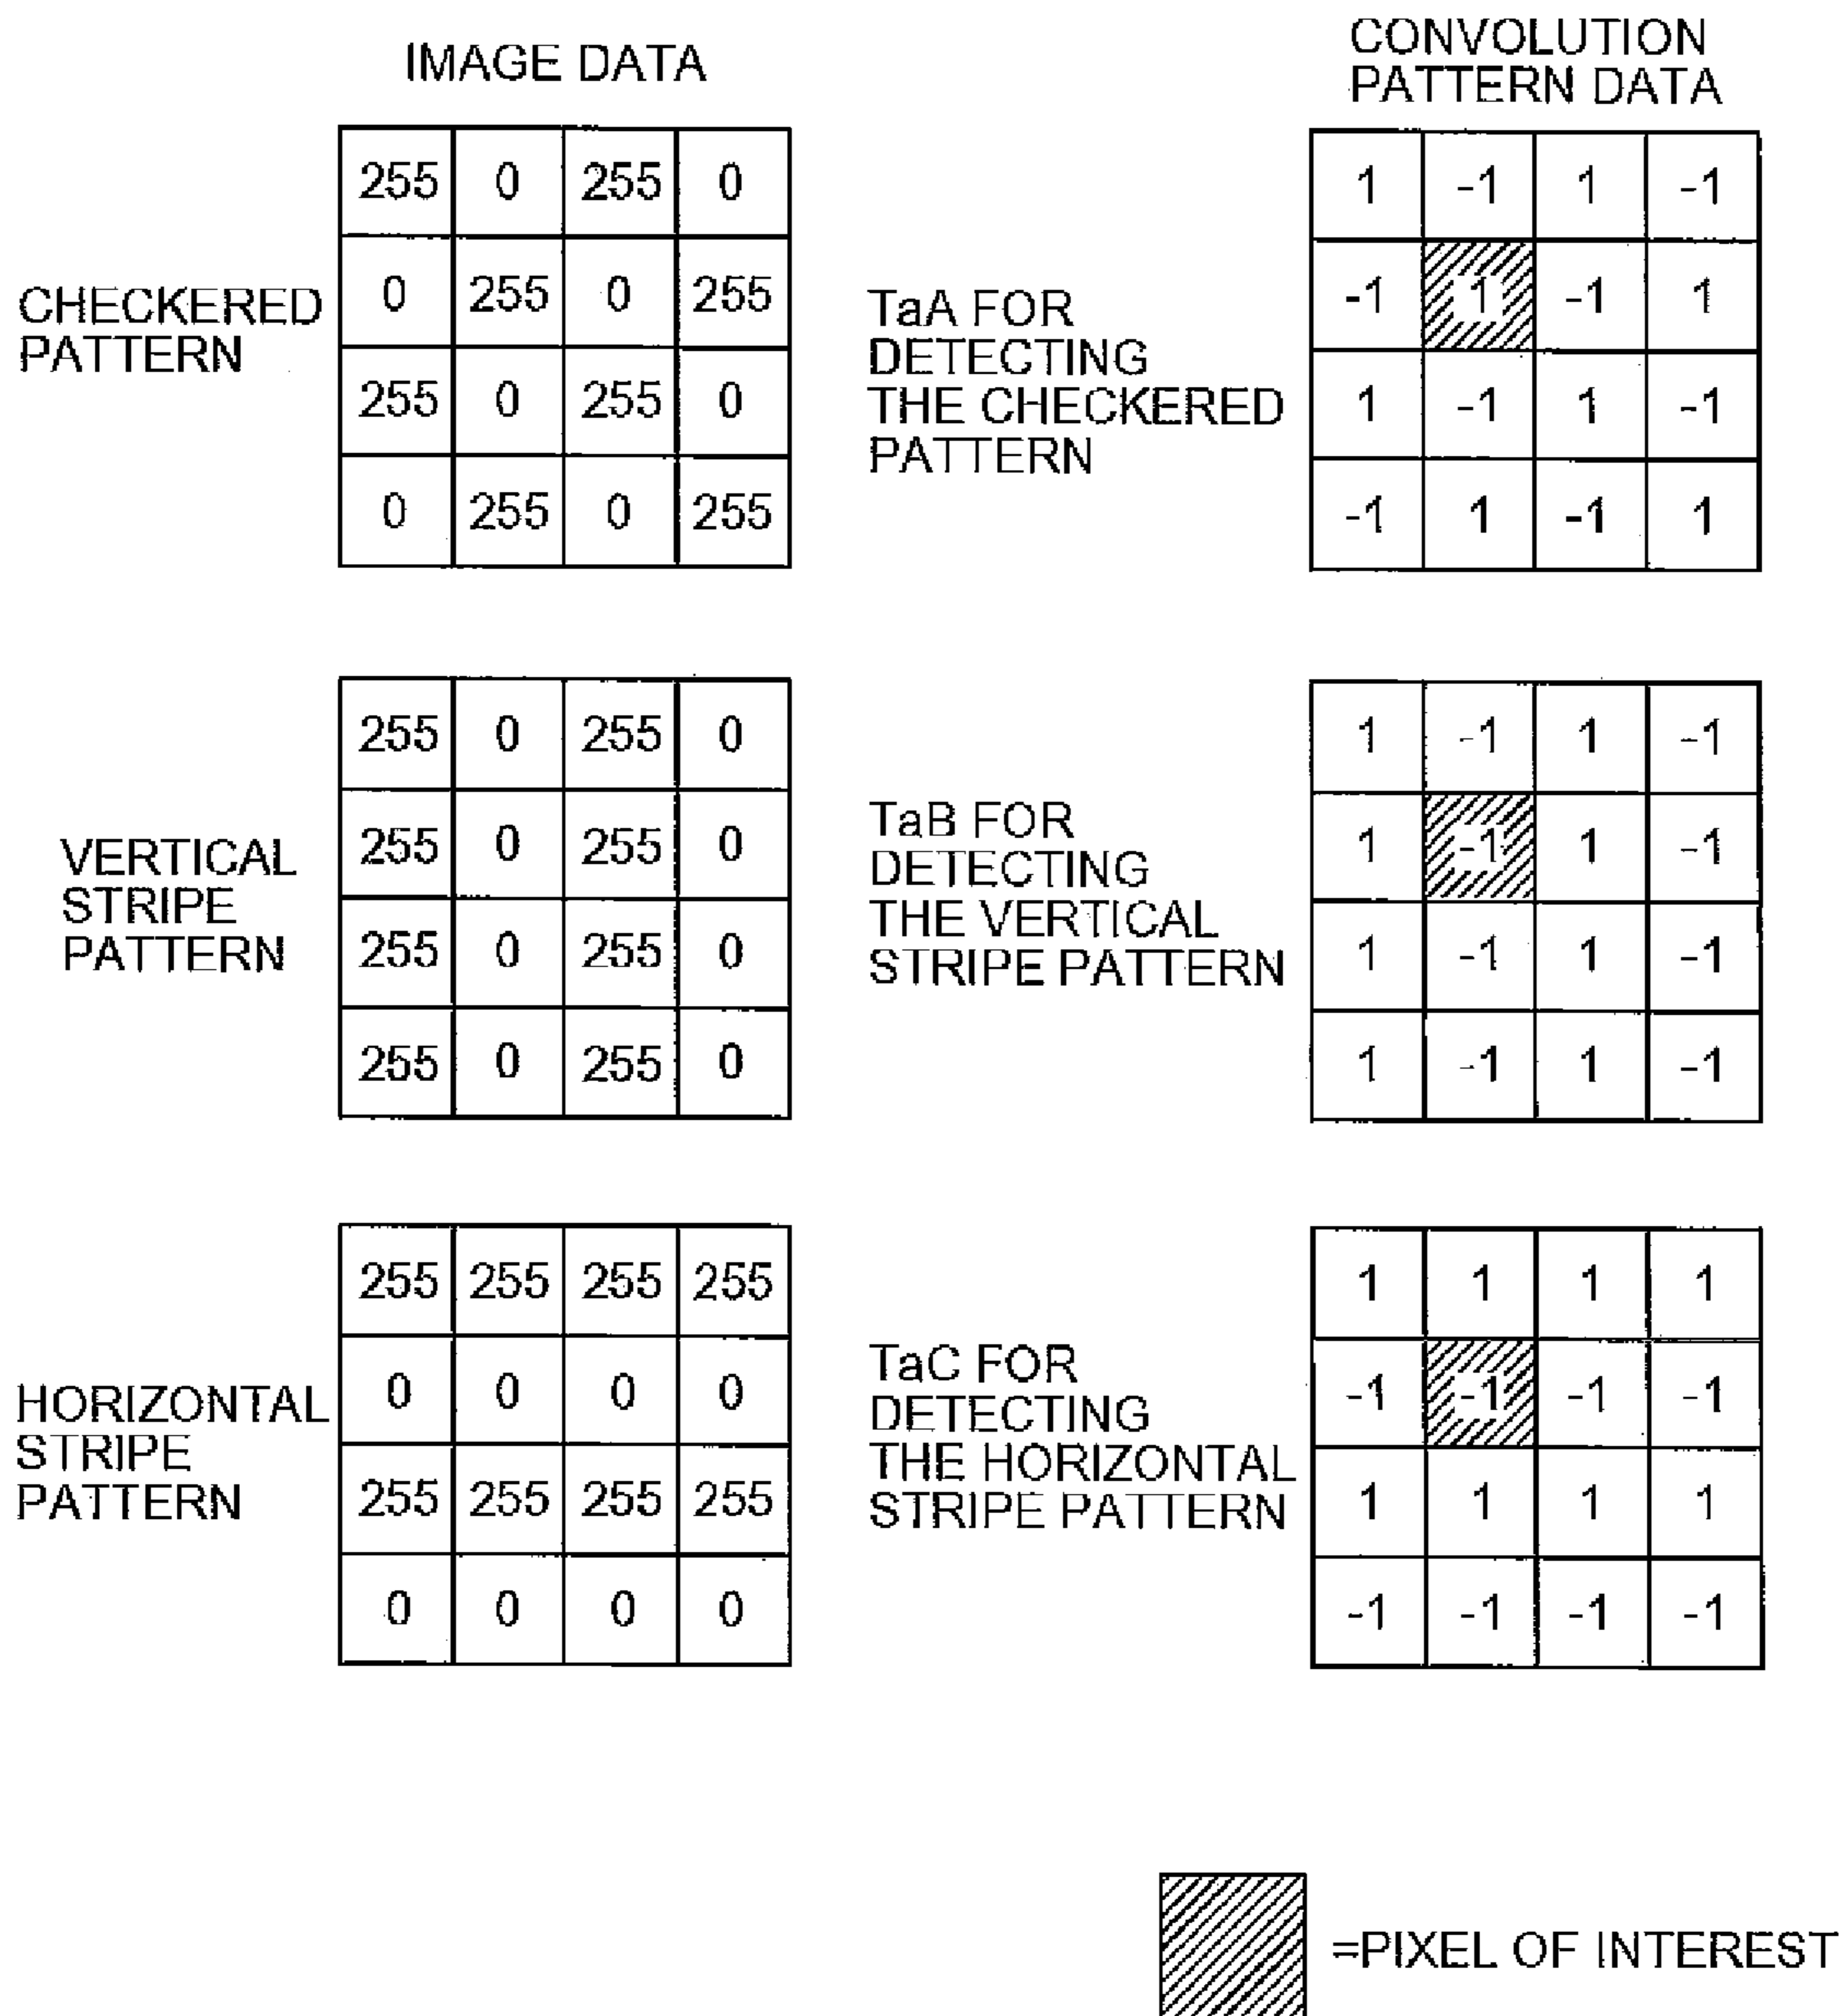 IMAGE DATA
CONVOLUTION
PATTERN DATA
CHECKERED
PATTERN
255 0 255 0
0 255 0 255
255 0 255 0
0 255 0 255
TaA FOR
DETECTING
THE CHECKERED
PATTERN
1 -1 1 -1
-1 1 -1 1
1 -1 1 -1
-1 1 -1 1
VERTICAL
STRIPE
PATTERN
255 0 255 0
255 0 255 0
255 0 255 0
255 0 255 0
TaB FOR
DETECTING
THE VERTICAL
STRIPE PATTERN
1 -1 1 -1
1 -1 1 -1
1 -1 1 -1
1 -1 1 -1
HORIZONTAL
STRIPE
PATTERN
255 255 255 255
0 0 0 0
255 255 255 255
0 0 0 0
TaC FOR
DETECTING
THE HORIZONTAL
STRIPE PATTERN
1 1 1 1
-1 -1 -1 -1
1 1 1 1
-1 -1 -1 -1
=PIXEL OF INTEREST